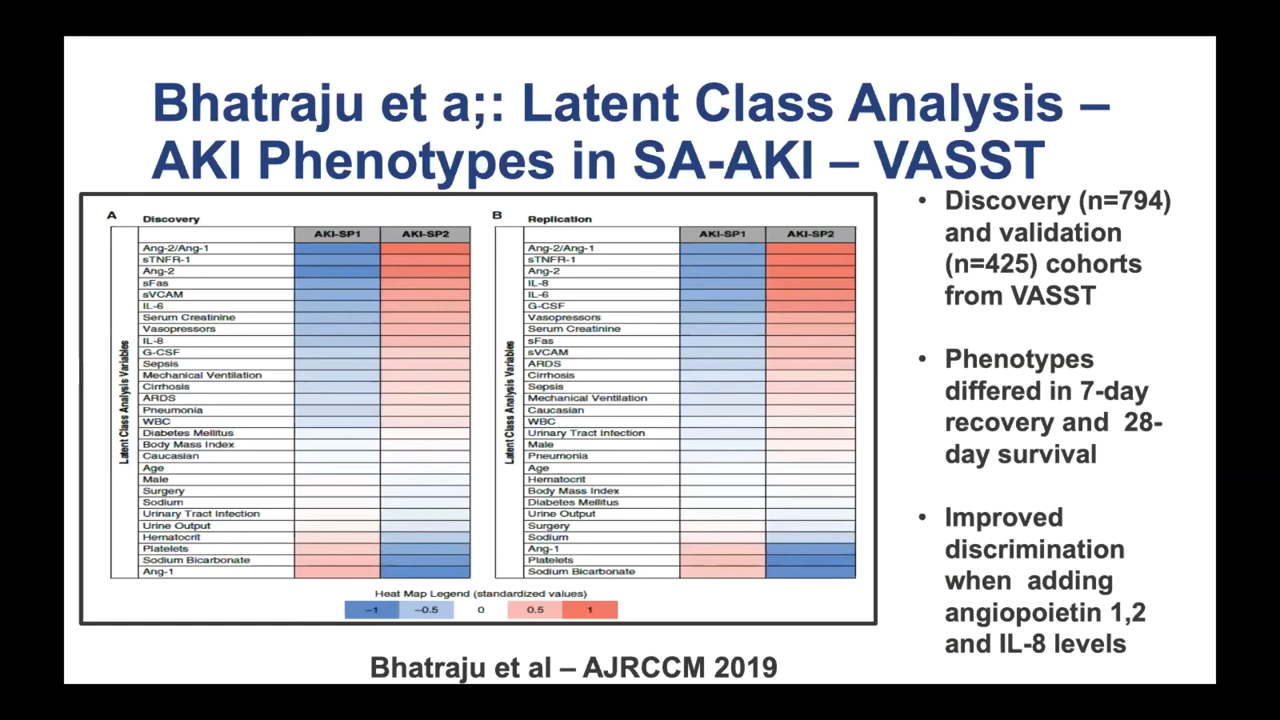 Bhatraju et a;: Latent Class Analysis –
AKI Phenotypes in SA-AKI – VASST
A
Discovery
AKI-SP1
AKI-SP2
Latent Class Analysis Variables
Ang-2/Ang-1
sTNFR-1
Ang-2
sFas
sVCAM
IL-6
Serum Creatinine
Vasopressors
IL-8
G-CSF
Sepsis
Mechanical Ventilation
Cirrhosis
ARDS
Pneumonia
WBC
Diabetes Mellitus
Body Mass Index
Caucasian
Age
Male
Surgery
Sodium
Urinary Tract Infection
Urine Output
Hematocrit
Platelets
Sodium Bicarbonate
Ang-1
B
Replication
AKI-SP1
AKI-SP2
Latent Class Analysis Variables
Ang-2/Ang-1
sTNFR-1
Ang-2
IL-8
IL-6
G-CSF
Vasopressors
Serum Creatinine
sFas
sVCAM
ARDS
Cirrhosis
Sepsis
Mechanical Ventilation
Caucasian
WBC
Urinary Tract Infection
Male
Pneumonia
Age
Hematocrit
Body Mass Index
Diabetes Mellitus
Urine Output
Surgery
Sodium
Ang-1
Platelets
Sodium Bicarbonate
Heat Map Legend (standardized values)
–1 –0.5 0 0.5 1
Bhatraju et al – AJRCCM 2019
• Discovery (n=794)
and validation
(n=425) cohorts
from VASST
• Phenotypes
differed in 7-day
recovery and 28-
day survival
• Improved
discrimination
when adding
angiopoietin 1,2
and IL-8 levels